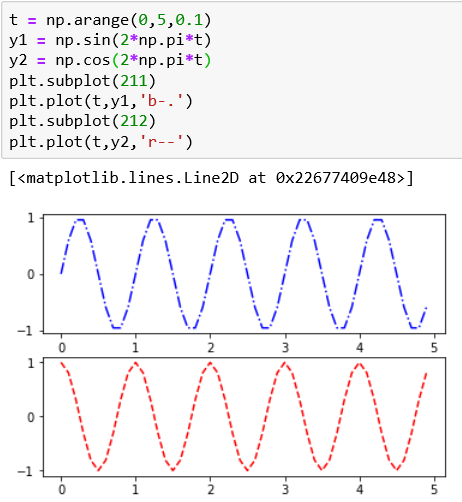 t = np.arange(0,5,0.1)
y1 = np.sin(2*np.pi*t)
y2 = np.cos(2*np.pi*t)
plt.subplot(211)
plt.plot(t,y1,'b-.')
plt.subplot(212)
plt.plot(t,y2,'r--')
[<matplotlib.lines.Line2D at 0x22677409e48>]
1
0
−1
0 1 2 3 4 5
1
0
−1
0 1 2 3 4 5